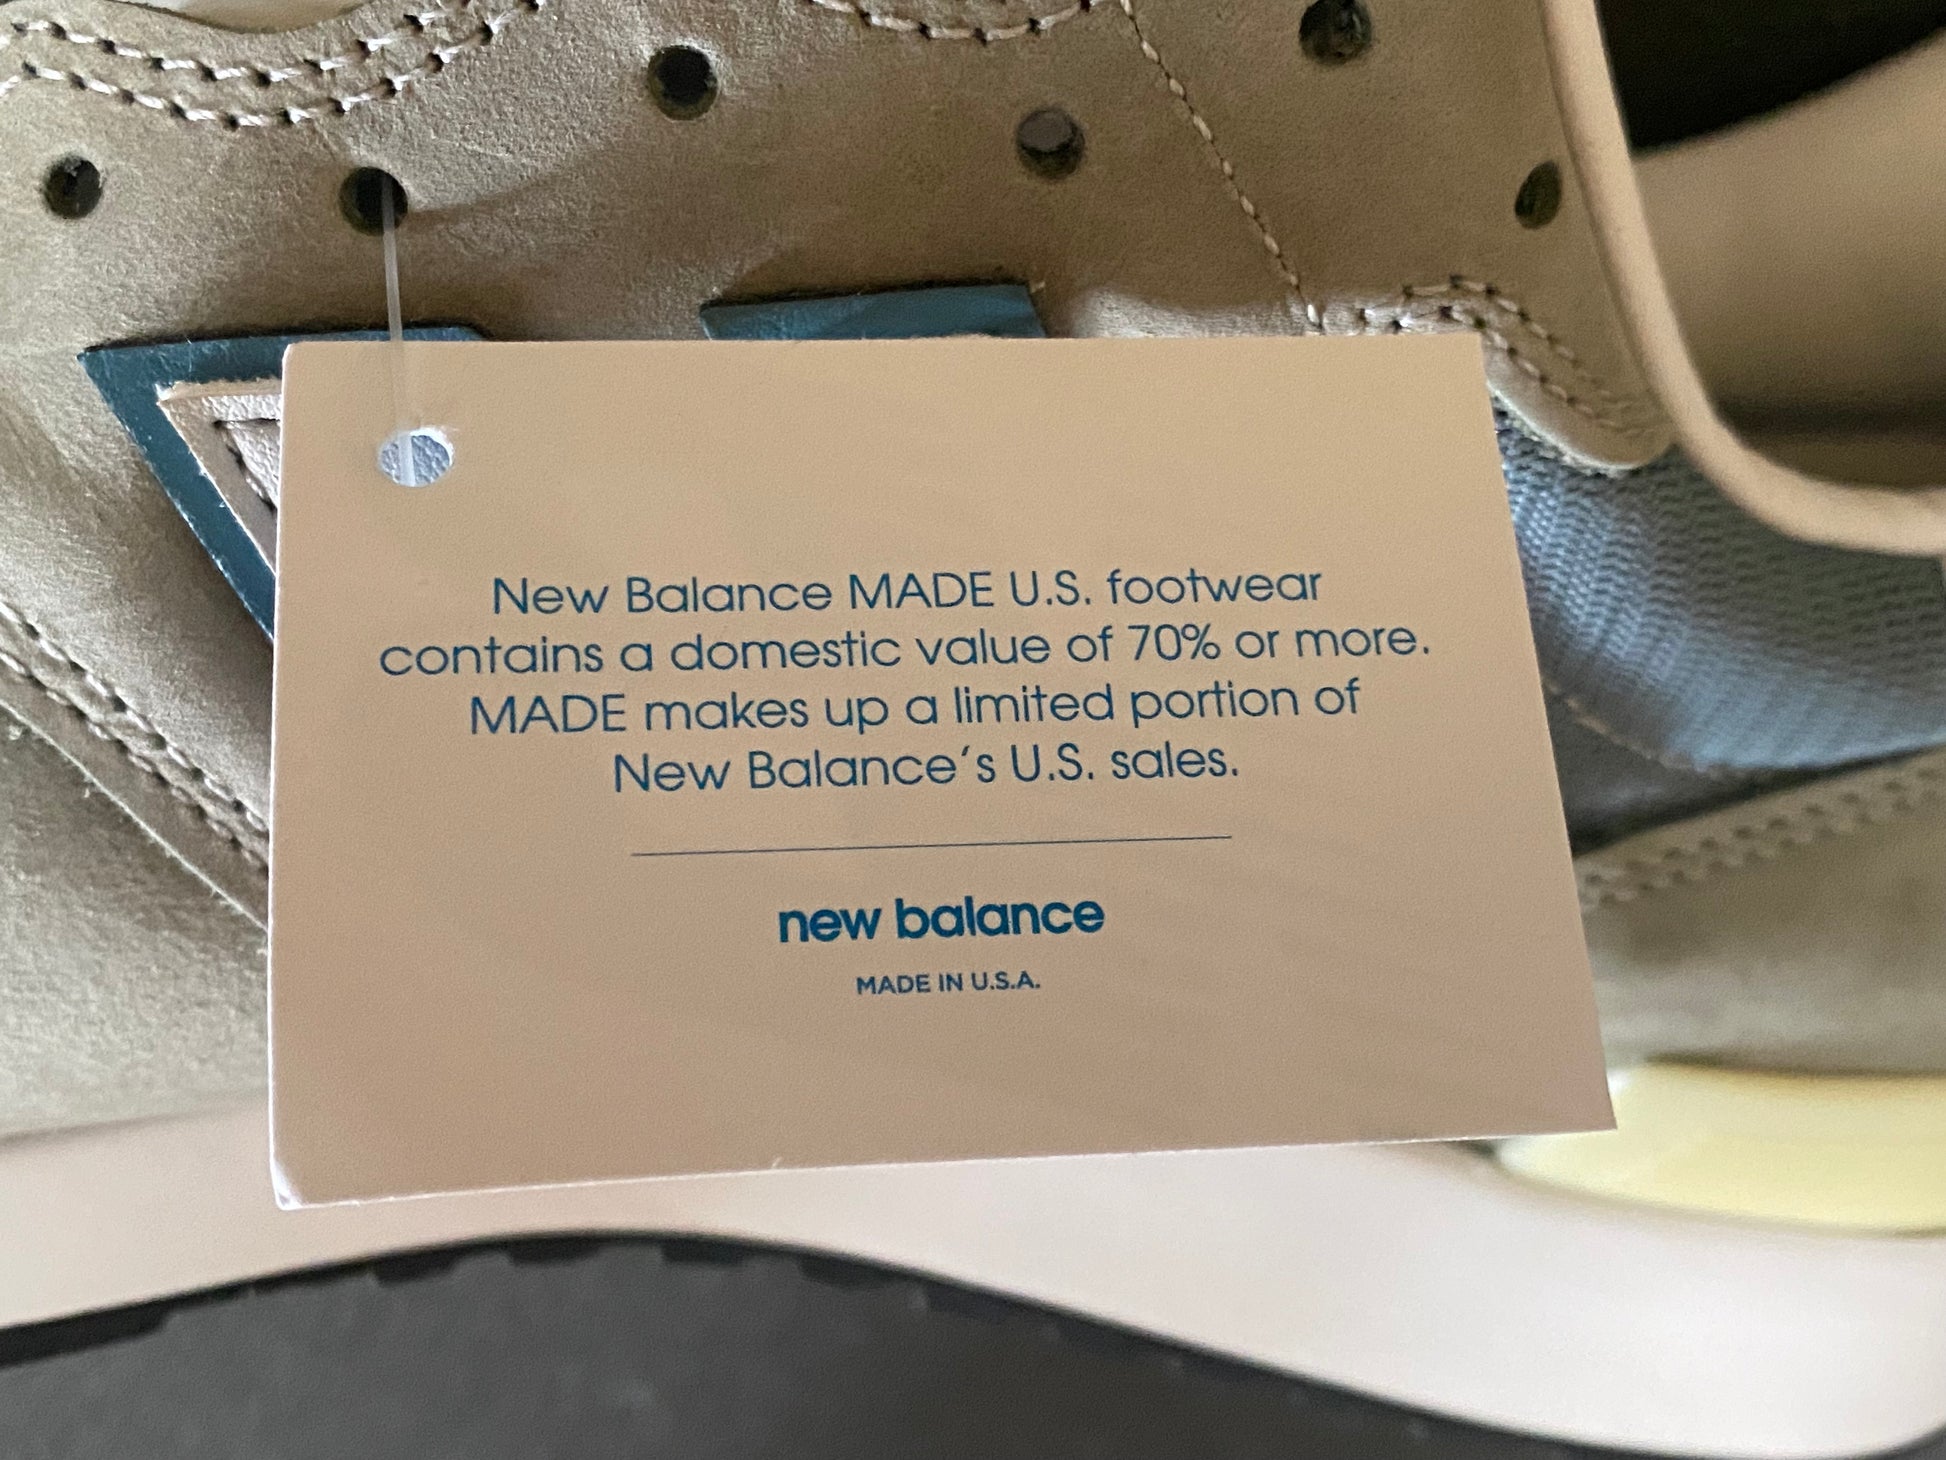 New Balance MADE U.S. footwear
contains a domestic value of 70% or more.
MADE makes up a limited portion of
New Balance's U.S. sales.
new balance
MADE IN U.S.A.